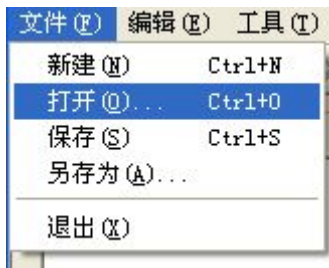 文件(F) 编辑(E) 工具(T)
新建(N) Ctrl+N
打开(O)... Ctrl+O
保存(S) Ctrl+S
另存为(A)...
退出(X)